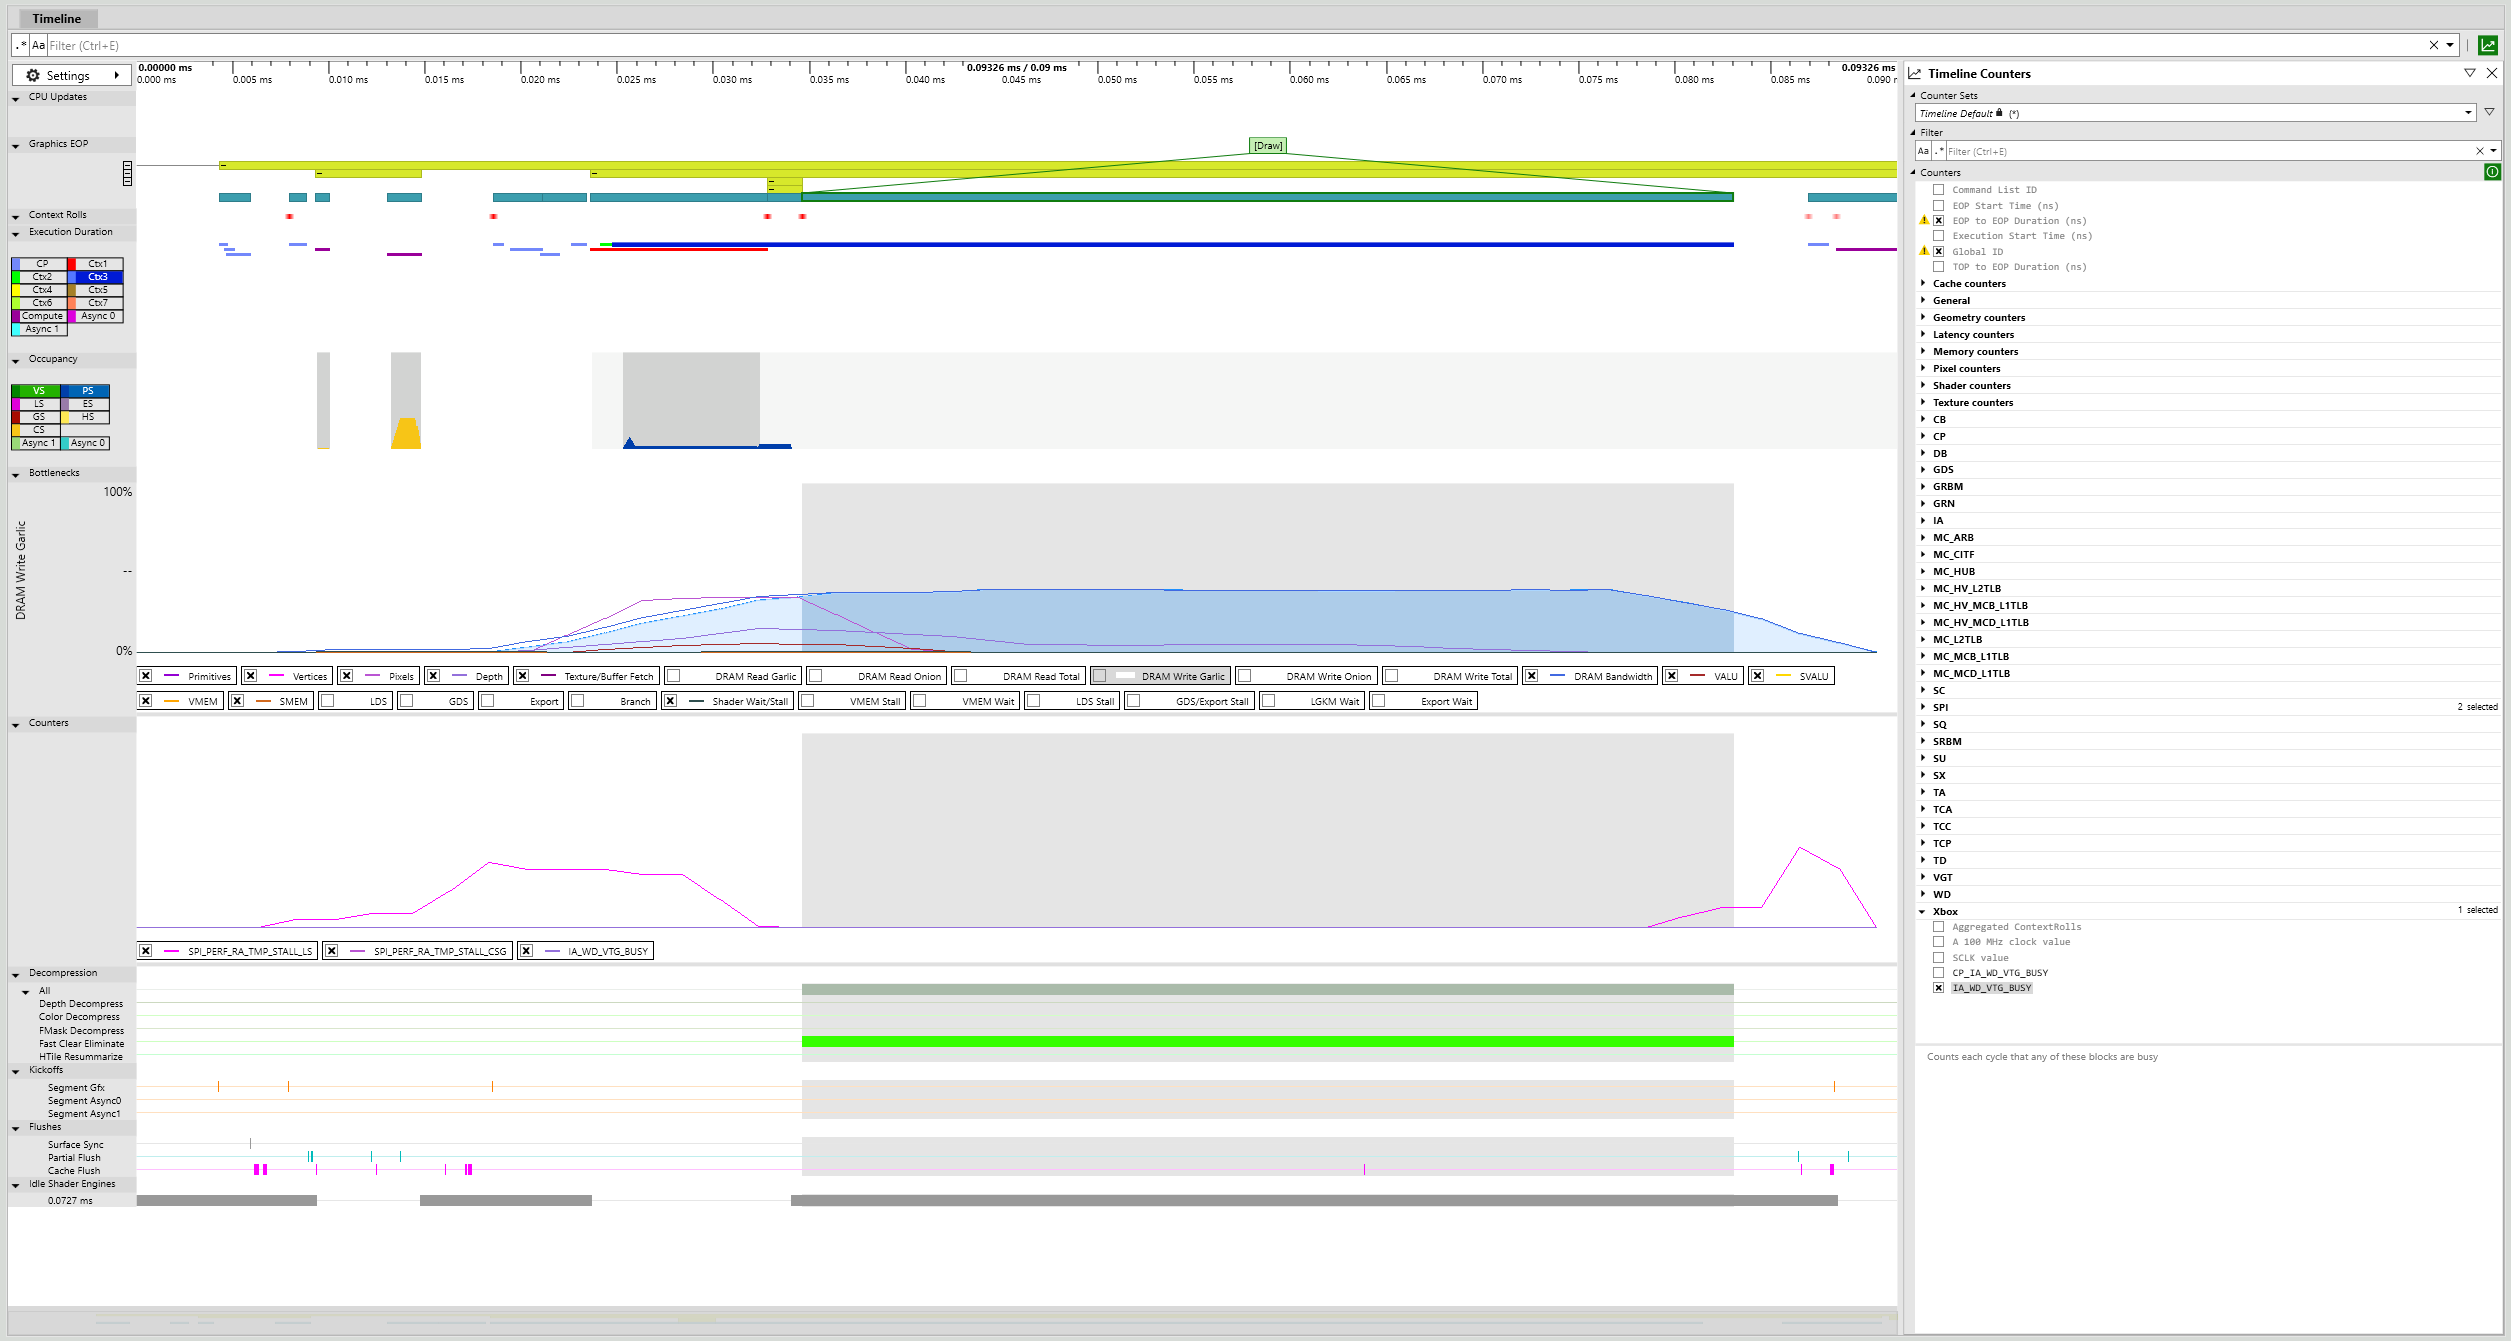 Timeline
.* Aa Filter (Ctrl+E)
Settings
0.00000 ms 0.09326 ms / 0.09 ms 0.09326 ms
0.000 ms 0.005 ms 0.010 ms 0.015 ms 0.020 ms 0.025 ms 0.030 ms 0.035 ms 0.040 ms 0.045 ms 0.050 ms 0.055 ms 0.060 ms 0.065 ms 0.070 ms 0.075 ms 0.080 ms 0.085 ms 0.090
CPU Updates
Graphics EOP
[Draw]
Context Rolls
Execution Duration
CP Ctx1
Ctx2 Ctx3
Ctx4 Ctx5
Ctx6 Ctx7
Compute Async 0
Async 1
Occupancy
VS PS
LS ES
GS HS
CS
Async 1 Async 0
Bottlenecks
100%
--
0%
DRAM Write Garlic
Primitives Vertices Pixels Depth Texture/Buffer Fetch DRAM Read Garlic DRAM Read Onion DRAM Read Total DRAM Write Garlic DRAM Write Onion DRAM Write Total DRAM Bandwidth VALU SVALU
VMEM SMEM LDS GDS Export Branch Shader Wait/Stall VMEM Stall VMEM Wait LDS Stall GDS/Export Stall LGKM Wait Export Wait
Counters
SPI_PERF_RA_TMP_STALL_LS SPI_PERF_RA_TMP_STALL_CSG IA_WD_VTG_BUSY
Decompression
All
Depth Decompress
Color Decompress
FMask Decompress
Fast Clear Eliminate
HTile Resummarize
Kickoffs
Segment Gfx
Segment Async0
Segment Async1
Flushes
Surface Sync
Partial Flush
Cache Flush
Idle Shader Engines
0.0727 ms
Timeline Counters
Counter Sets
Timeline Default (*)
Filter
Aa .* Filter (Ctrl+E)
Counters
Command List ID
EOP Start Time (ns)
EOP to EOP Duration (ns)
Execution Start Time (ns)
Global ID
TOP to EOP Duration (ns)
Cache counters
General
Geometry counters
Latency counters
Memory counters
Pixel counters
Shader counters
Texture counters
CB
CP
DB
GDS
GRBM
GRN
IA
MC_ARB
MC_CITF
MC_HUB
MC_HV_L2TLB
MC_HV_MCB_L1TLB
MC_HV_MCD_L1TLB
MC_L2TLB
MC_MCB_L1TLB
MC_MCD_L1TLB
SC
SPI 2 selected
SQ
SRBM
SU
SX
TA
TCA
TCC
TCP
TD
VGT
WD
Xbox 1 selected
Aggregated ContextRolls
A 100 MHz clock value
SCLK value
CP_IA_WD_VTG_BUSY
IA_WD_VTG_BUSY
Counts each cycle that any of these blocks are busy